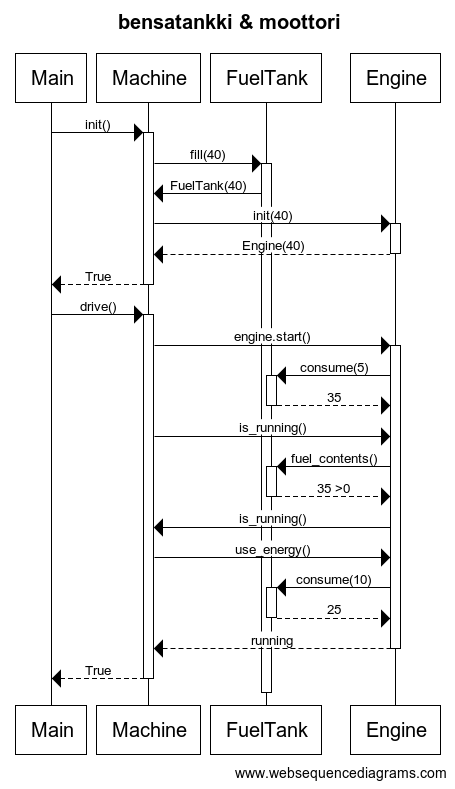 bensatankki & moottori
Main Machine FuelTank Engine
init()
fill(40)
FuelTank(40)
init(40)
Engine(40)
True
drive()
engine.start()
consume(5)
35
is_running()
fuel_contents()
35 >0
is_running()
use_energy()
consume(10)
25
running
True
Main Machine FuelTank Engine
www.websequencediagrams.com